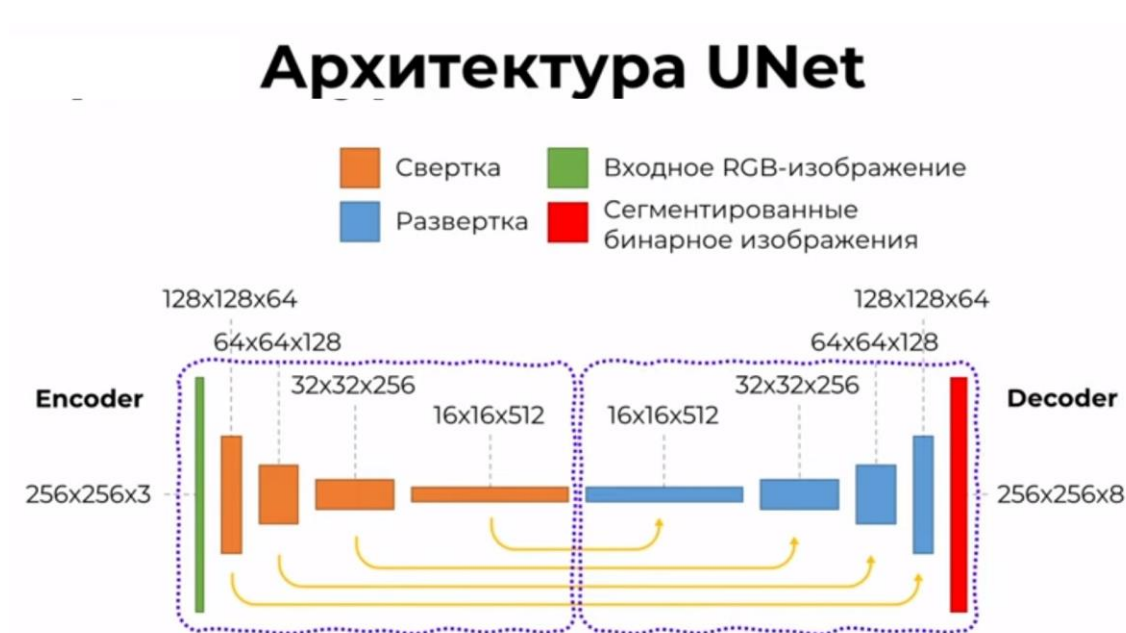 Архитектура UNet
Свертка
Входное RGB-изображение
Развертка
Сегментированные
бинарное изображения
128x128x64
128x128x64
64x64x128
64x64x128
32x32x256
32x32x256
Encoder
Decoder
16x16x512
16x16x512
256x256x3
256x256x8